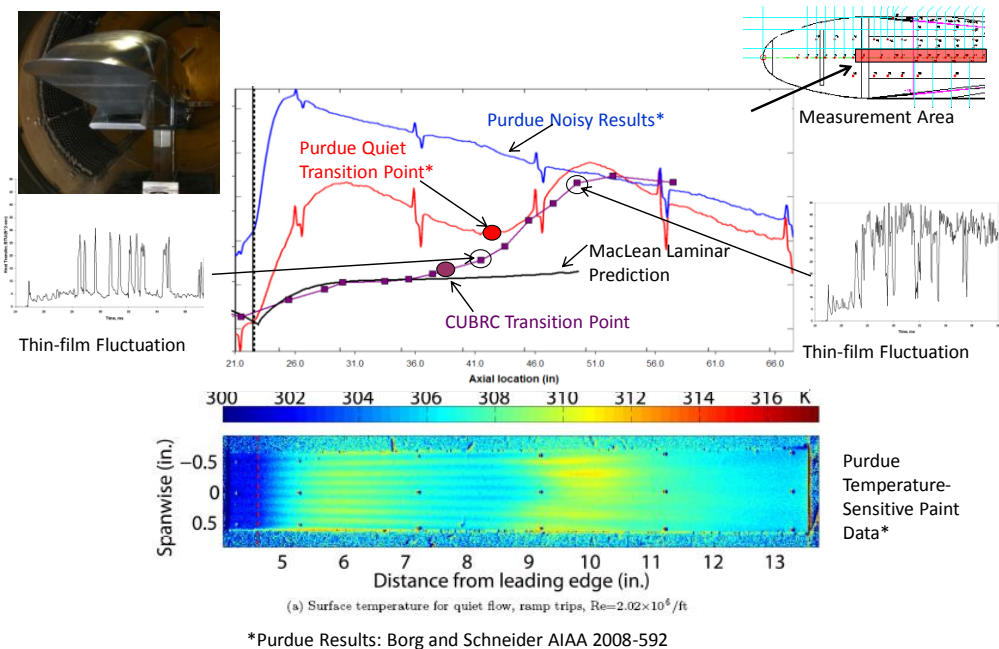 Purdue Noisy Results*
Purdue Quiet
Transition Point*
MacLean Laminar
Prediction
CUBRC Transition Point
Measurement Area
Thin-film Fluctuation
Time, ms
Thin-film Fluctuation
Time, ms
21.0 26.0 31.0 36.0 41.0 46.0 51.0 56.0 61.0 66.0
Axial location (in)
300 302 304 306 308 310 312 314 316 K
Spanwise (in.)
−0.5
0
0.5
5 6 7 8 9 10 11 12 13
Distance from leading edge (in.)
Purdue
Temperature-
Sensitive Paint
Data*
(a) Surface temperature for quiet flow, ramp trips, Re=2.02×10⁶/ft
*Purdue Results: Borg and Schneider AIAA 2008-592